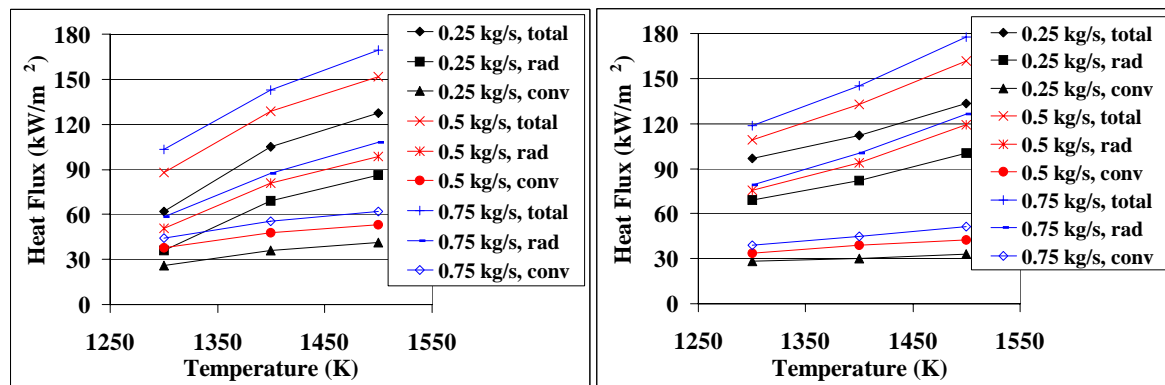 180
150
120
90
60
30
0
Heat Flux (kW/m 2)
1250
1350
1450
1550
Temperature (K)
0.25 kg/s, total
0.25 kg/s, rad
0.25 kg/s, conv
0.5 kg/s, total
0.5 kg/s, rad
0.5 kg/s, conv
0.75 kg/s, total
0.75 kg/s, rad
0.75 kg/s, conv
180
150
120
90
60
30
0
Heat Flux (kW/m 2)
1250
1350
1450
1550
Temperature (K)
0.25 kg/s, total
0.25 kg/s, rad
0.25 kg/s, conv
0.5 kg/s, total
0.5 kg/s, rad
0.5 kg/s, conv
0.75 kg/s, total
0.75 kg/s, rad
0.75 kg/s, conv